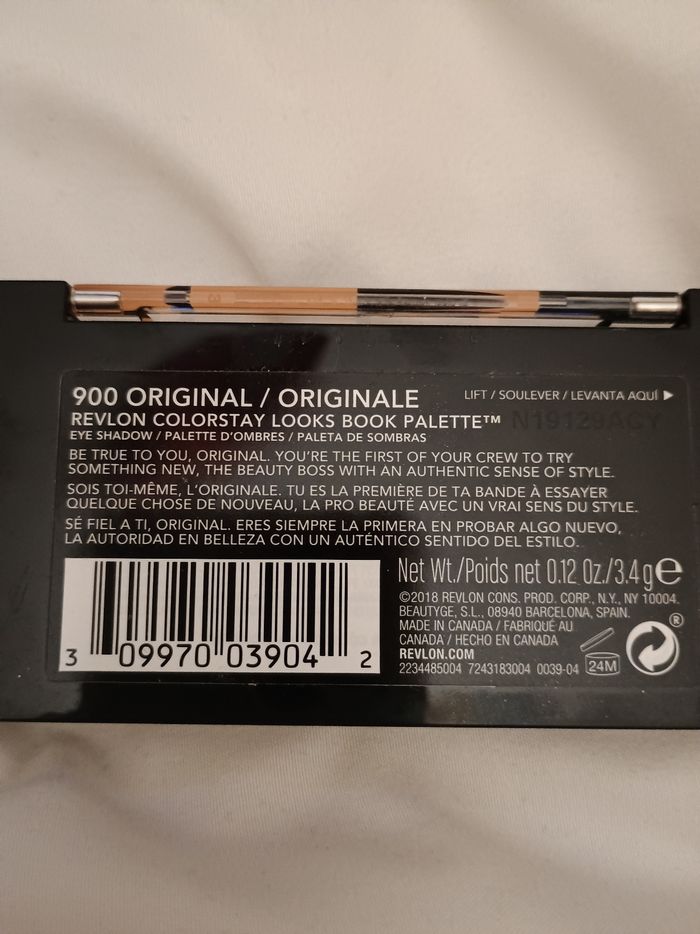 900 ORIGINAL / ORIGINALE
LIFT / SOULEVER / LEVANTA AQUÍ
REVLON COLORSTAY LOOKS BOOK PALETTE™
N19129ACY
EYE SHADOW / PALETTE D'OMBRES / PALETA DE SOMBRAS
BE TRUE TO YOU, ORIGINAL. YOU'RE THE FIRST OF YOUR CREW TO TRY
SOMETHING NEW, THE BEAUTY BOSS WITH AN AUTHENTIC SENSE OF STYLE.
SOIS TOI-MÊME, L'ORIGINALE. TU ES LA PREMIÈRE DE TA BANDE À ESSAYER
QUELQUE CHOSE DE NOUVEAU, LA PRO BEAUTÉ AVEC UN VRAI SENS DU STYLE.
SÉ FIEL A TI, ORIGINAL. ERES SIEMPRE LA PRIMERA EN PROBAR ALGO NUEVO,
LA AUTORIDAD EN BELLEZA CON UN AUTÉNTICO SENTIDO DEL ESTILO.
3 09970 03904 2
Net Wt./Poids net 0.12 Oz./3.4g e
©2018 REVLON CONS. PROD. CORP., N.Y., NY 10004.
BEAUTYGE, S.L., 08940 BARCELONA, SPAIN.
MADE IN CANADA / FABRIQUÉ AU
CANADA / HECHO EN CANADA
REVLON.COM
2234485004 7243183004 0039-04
24M
®